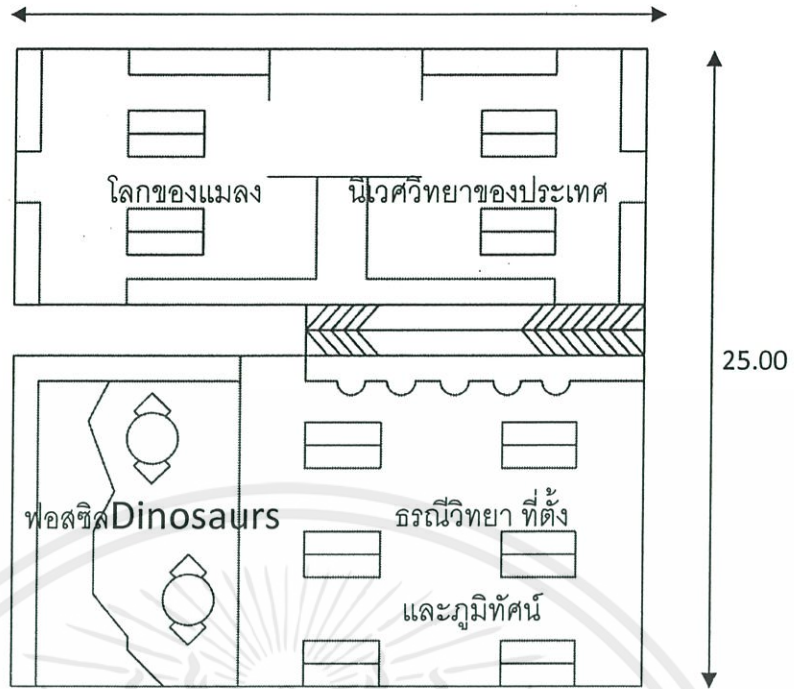 โลกของแมลง
นิเวศวิทยาของประเทศ
25.00
ฟอสซิลDinosaurs
ธรณีวิทยา ที่ตั้ง
และภูมิทัศน์